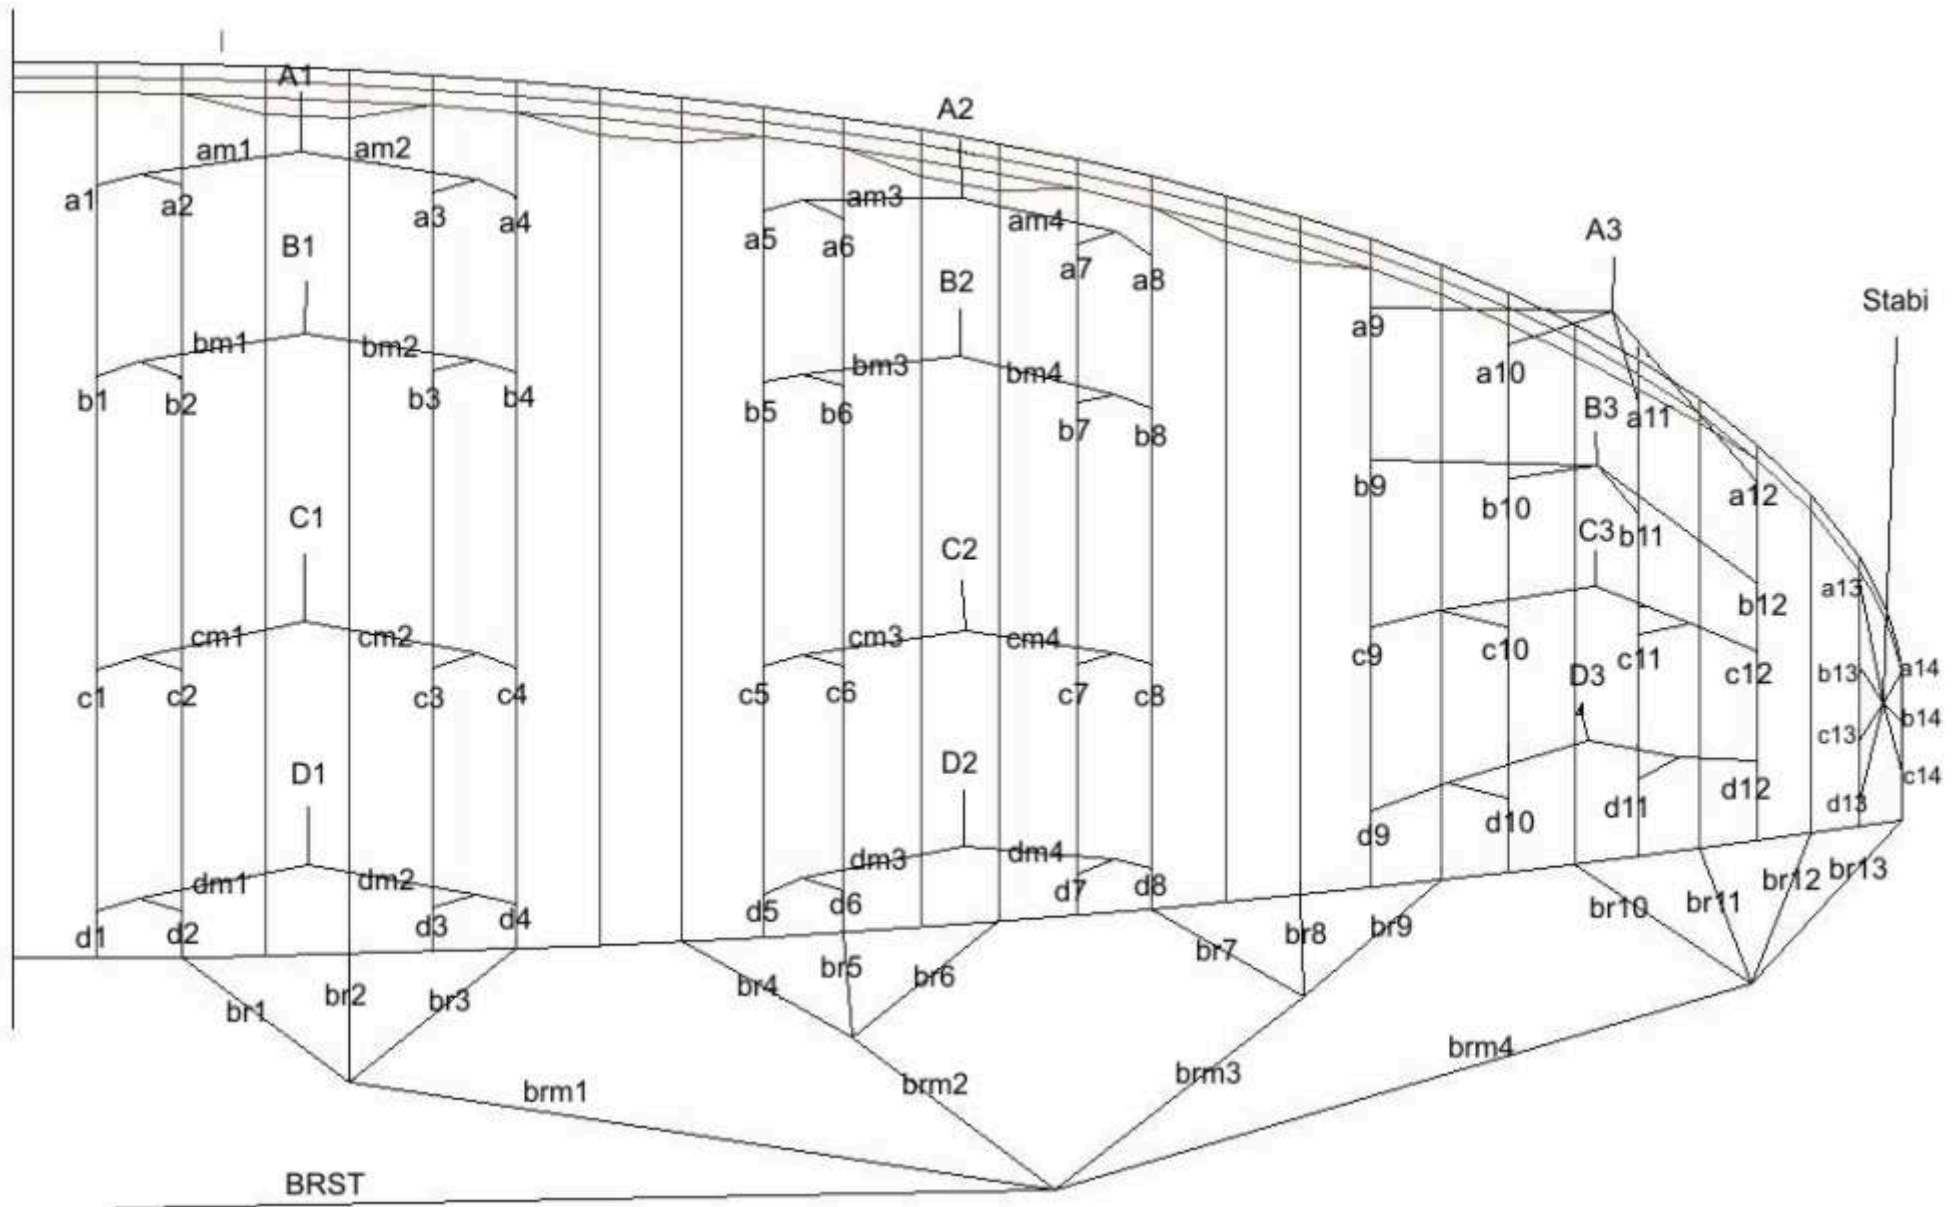 A1
A2
am1 am2
a1 a2 a3 a4
am3 am4
a5 a6 a7 a8
A3
B1
B2
Stabi
a9
a10
a11
a12
bm1 bm2
bm3 bm4
b1 b2 b3 b4
b5 b6 b7 b8
B3
b9
b10
b11
b12
C1
C2
C3
cm1 cm2
cm3 cm4
c1 c2 c3 c4
c5 c6 c7 c8
c9 c10 c11 c12
a13
a14
b13
b14
c13
c14
d13
D1
D2
D3
dm1 dm2
dm3 dm4
d1 d2 d3 d4
d5 d6 d7 d8
d9 d10 d11 d12
br1 br2 br3
br4 br5 br6
br7 br8 br9
br10 br11 br12 br13
brm1
brm2
brm3
brm4
BRST